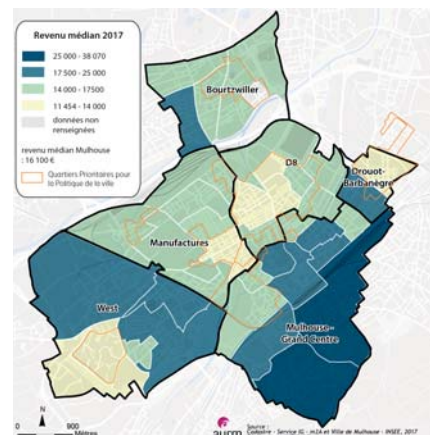 Revenu médian 2017
25 000 - 38 070
17 500 - 25 000
14 000 - 17500
11 454 - 14 000
données non
renseignées
revenu médian Mulhouse
: 16 100 €
Quartiers Prioritaires pour
la Politique de la ville
Bourtzwiller
DB
Drouot-
Barbanègre
Manufactures
West
Mulhouse -
Grand Centre
N
0 900
Mètres
aurm
Source :
Cadastre - Service IG - m2A et Ville de Mulhouse - INSEE, 2017